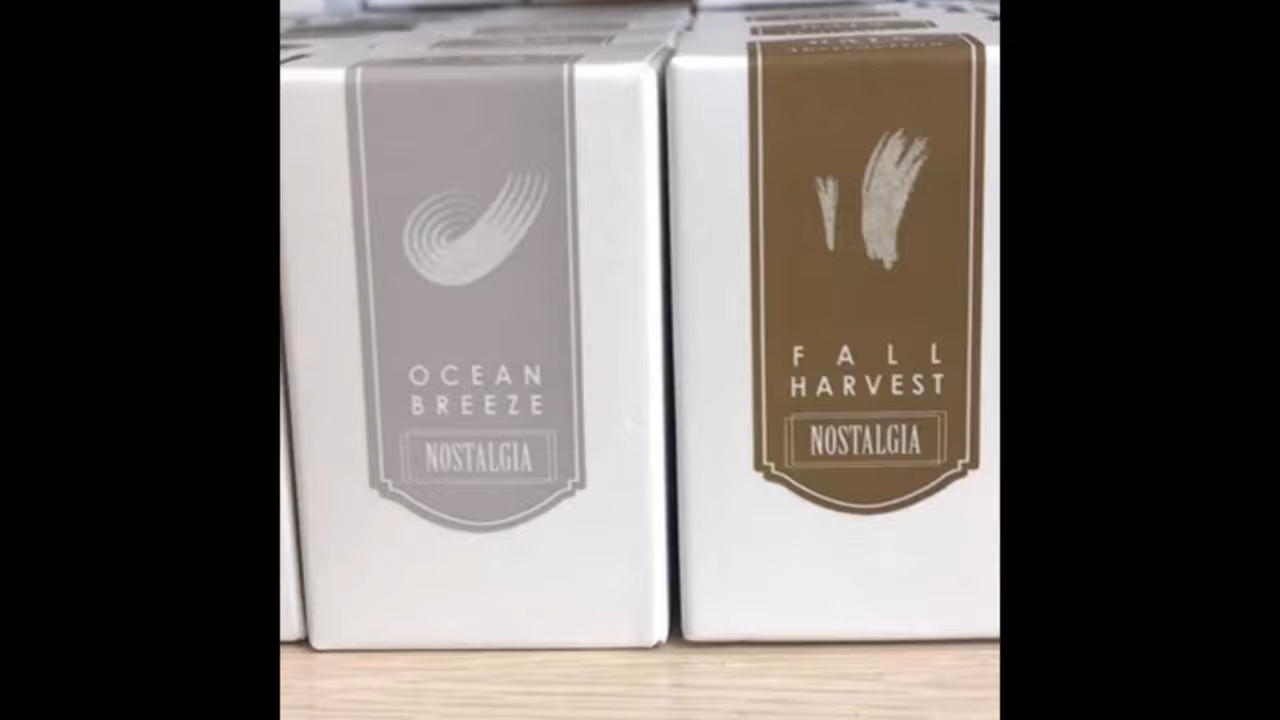 OCEAN
BREEZE
NOSTALGIA
FALL
HARVEST
NOSTALGIA